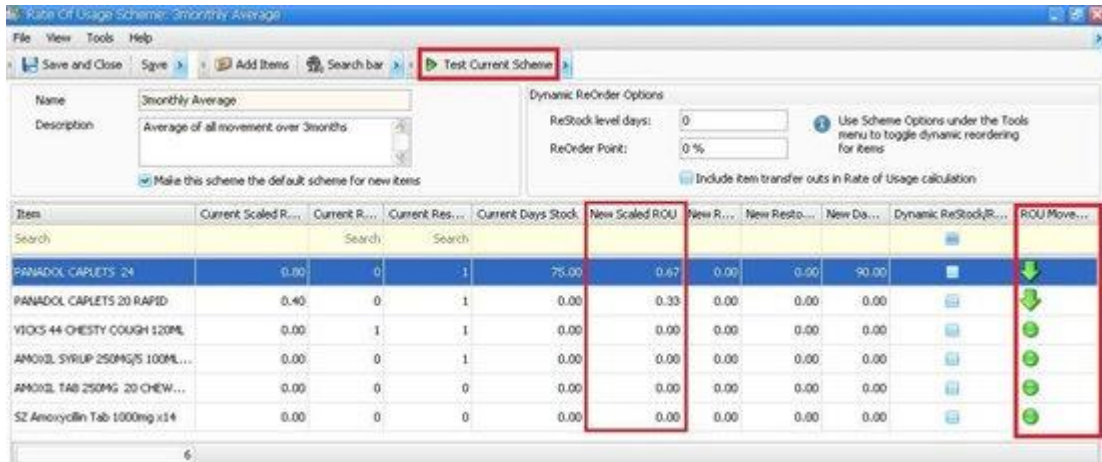 Rate Of Usage Scheme: 3monthly Average
File View Tools Help
Save and Close Save Add Items Search bar Test Current Scheme
Name 3monthly Average
Description Average of all movement over 3months
Make this scheme the default scheme for new items
Dynamic ReOrder Options
ReStock level days: 0
ReOrder Point: 0 %
Use Scheme Options under the Tools
menu to toggle dynamic reordering
for items
Include item transfer outs in Rate of Usage calculation
Item Current Scaled R... Current R... Current Res... Current Days Stock New Scaled ROU New R... New Resto... New Da... Dynamic ReStock/R... ROU Move...
Search Search Search
PANADOL CAPLETS 24 0.80 0 1 75.00 0.67 0.00 0.00 90.00
PANADOL CAPLETS 20 RAPID 0.40 0 1 0.00 0.33 0.00 0.00 0.00
VICKS 44 CHESTY COUGH 120ML 0.00 1 1 0.00 0.00 0.00 0.00 0.00
AMOXIL SYRUP 250MG/5 100ML... 0.00 0 1 0.00 0.00 0.00 0.00 0.00
AMOXIL TAB 250MG 20 CHEW... 0.00 0 0 0.00 0.00 0.00 0.00 0.00
SZ Amoxycillin Tab 1000mg x14 0.00 0 0 0.00 0.00 0.00 0.00 0.00
6